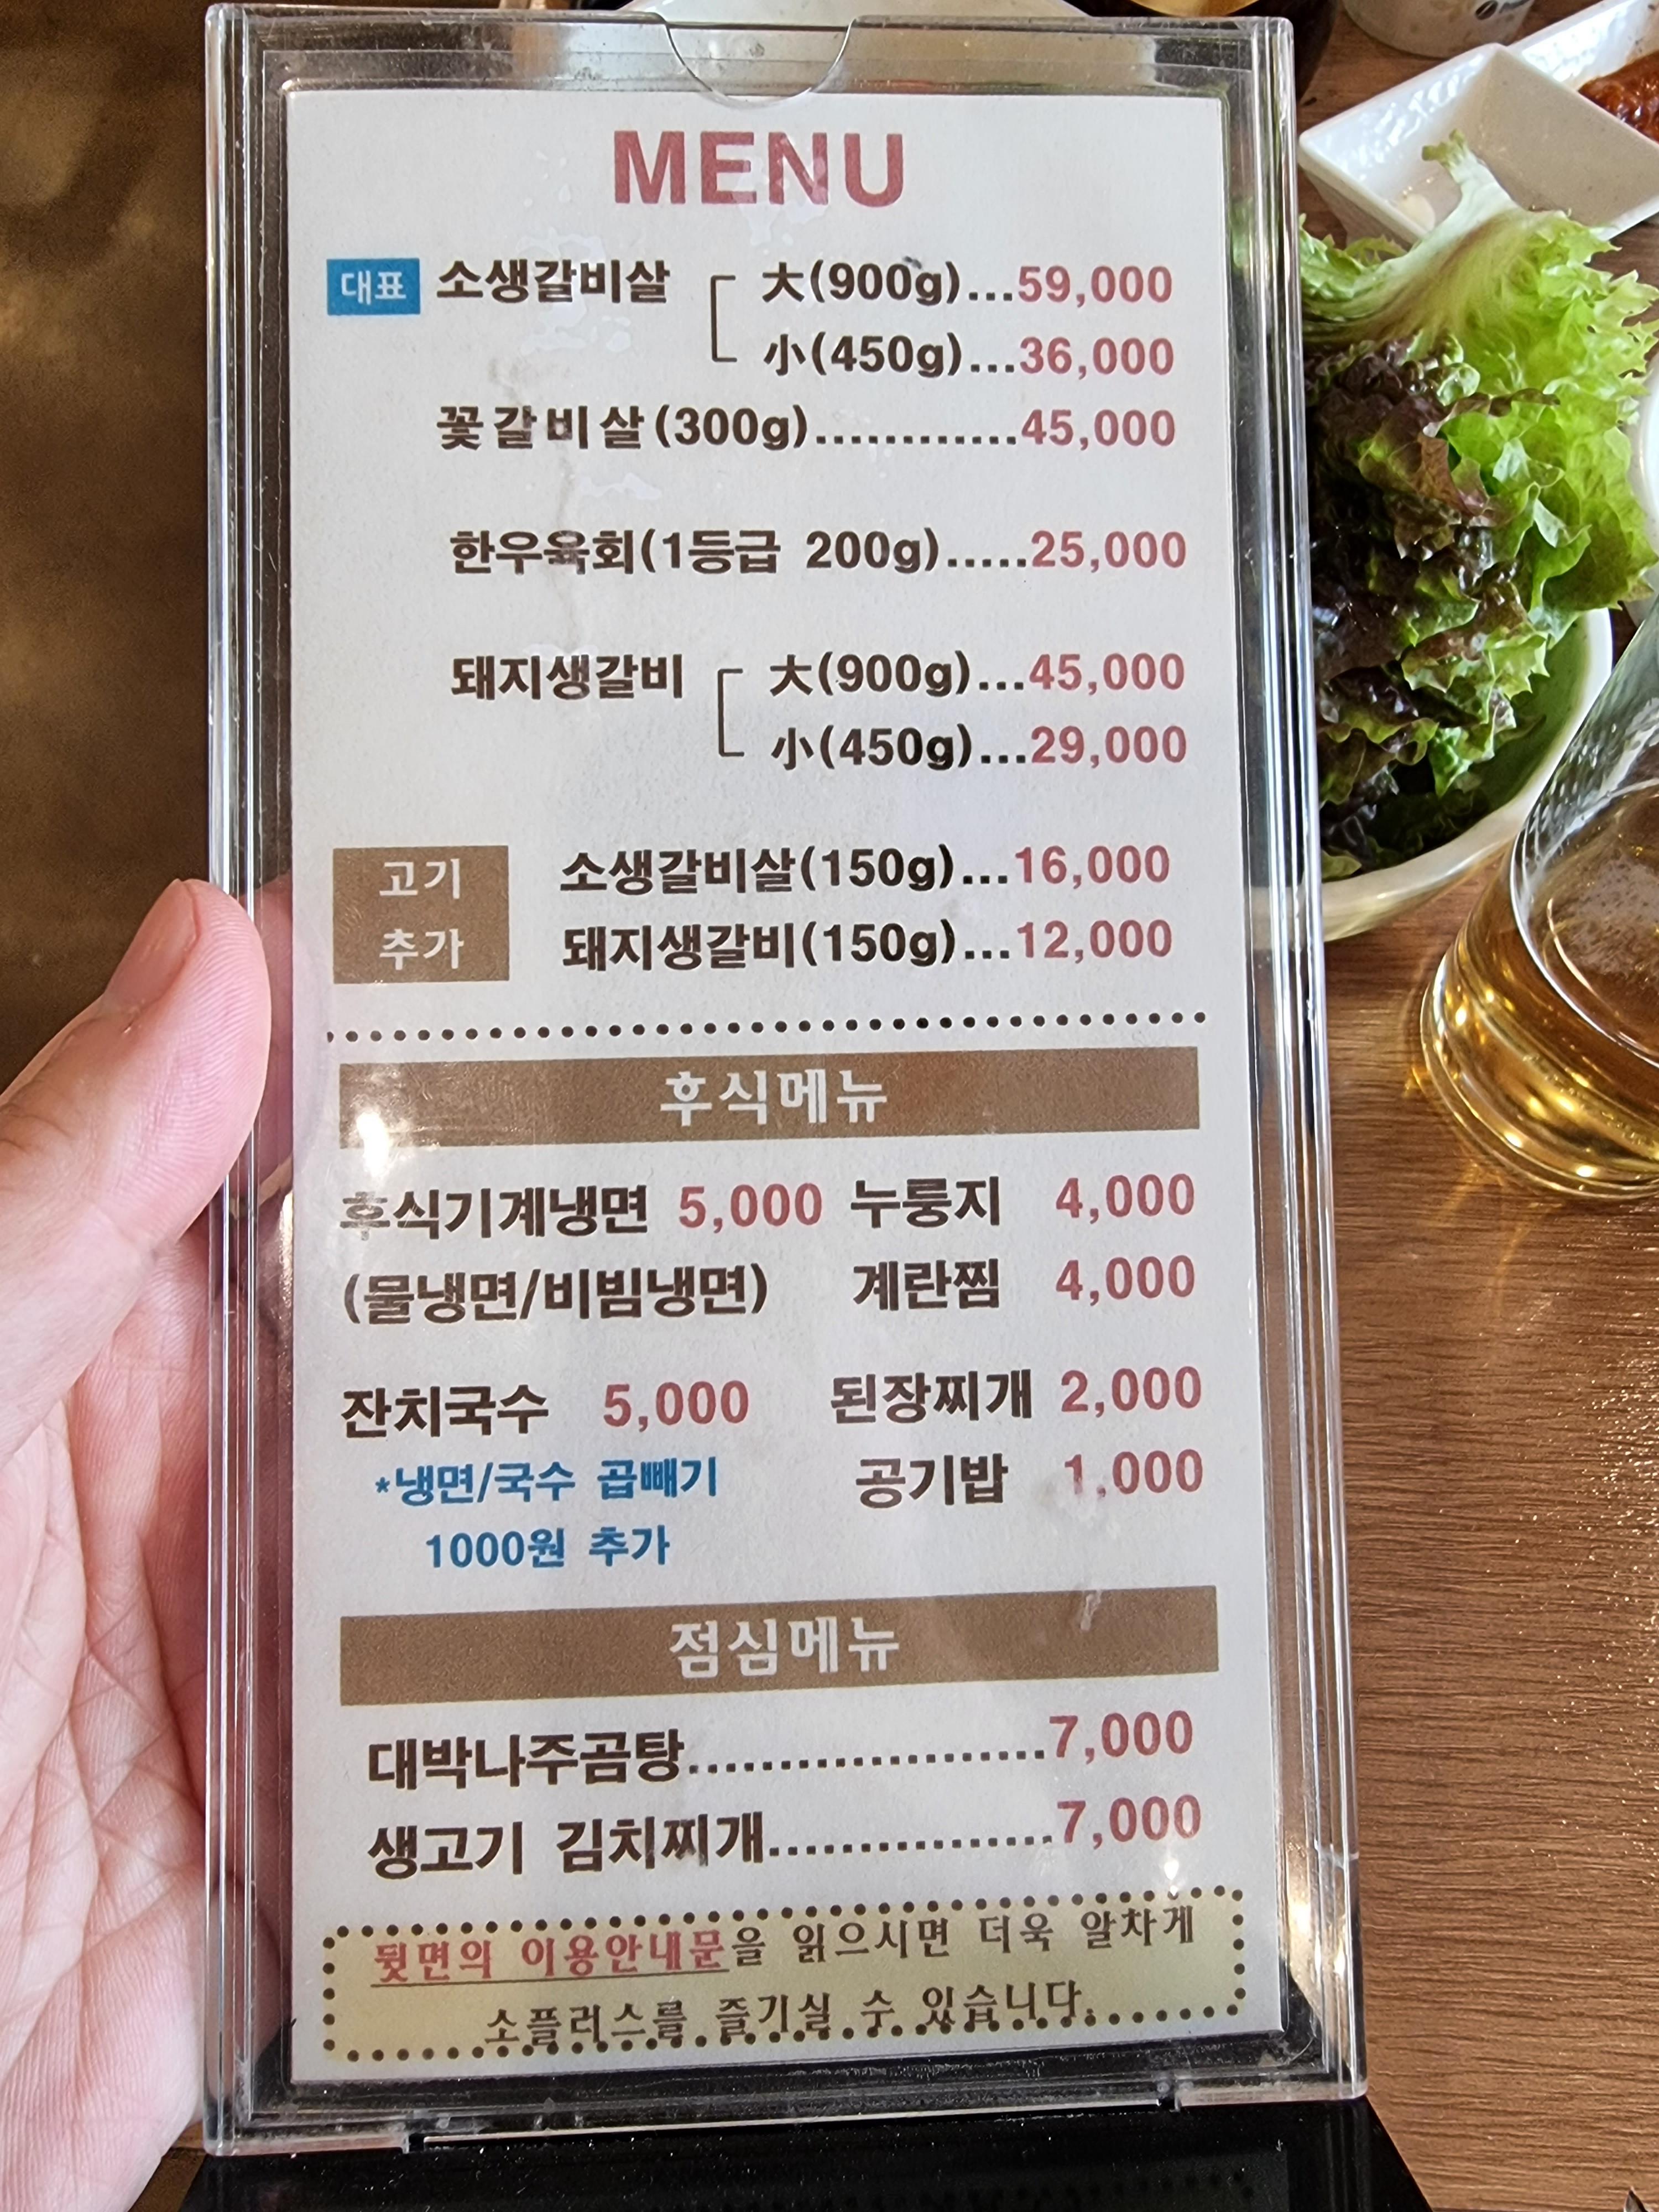 MENU
대표 소생갈비살 大(900g)...59,000
小(450g)...36,000
꽃갈비살(300g)............45,000
한우육회(1등급 200g).....25,000
돼지생갈비 大(900g)...45,000
小(450g)...29,000
고기 소생갈비살(150g)...16,000
추가 돼지생갈비(150g)...12,000
후식메뉴
후식기계냉면 5,000 누룽지 4,000
(물냉면/비빔냉면) 계란찜 4,000
잔치국수 5,000 된장찌개 2,000
*냉면/국수 곱빼기 공기밥 1,000
1000원 추가
점심메뉴
대박나주곰탕.......................7,000
생고기 김치찌개..................7,000
뒷면의 이용안내문을 읽으시면 더욱 알차게
소플러스를 즐기실 수 있습니다.